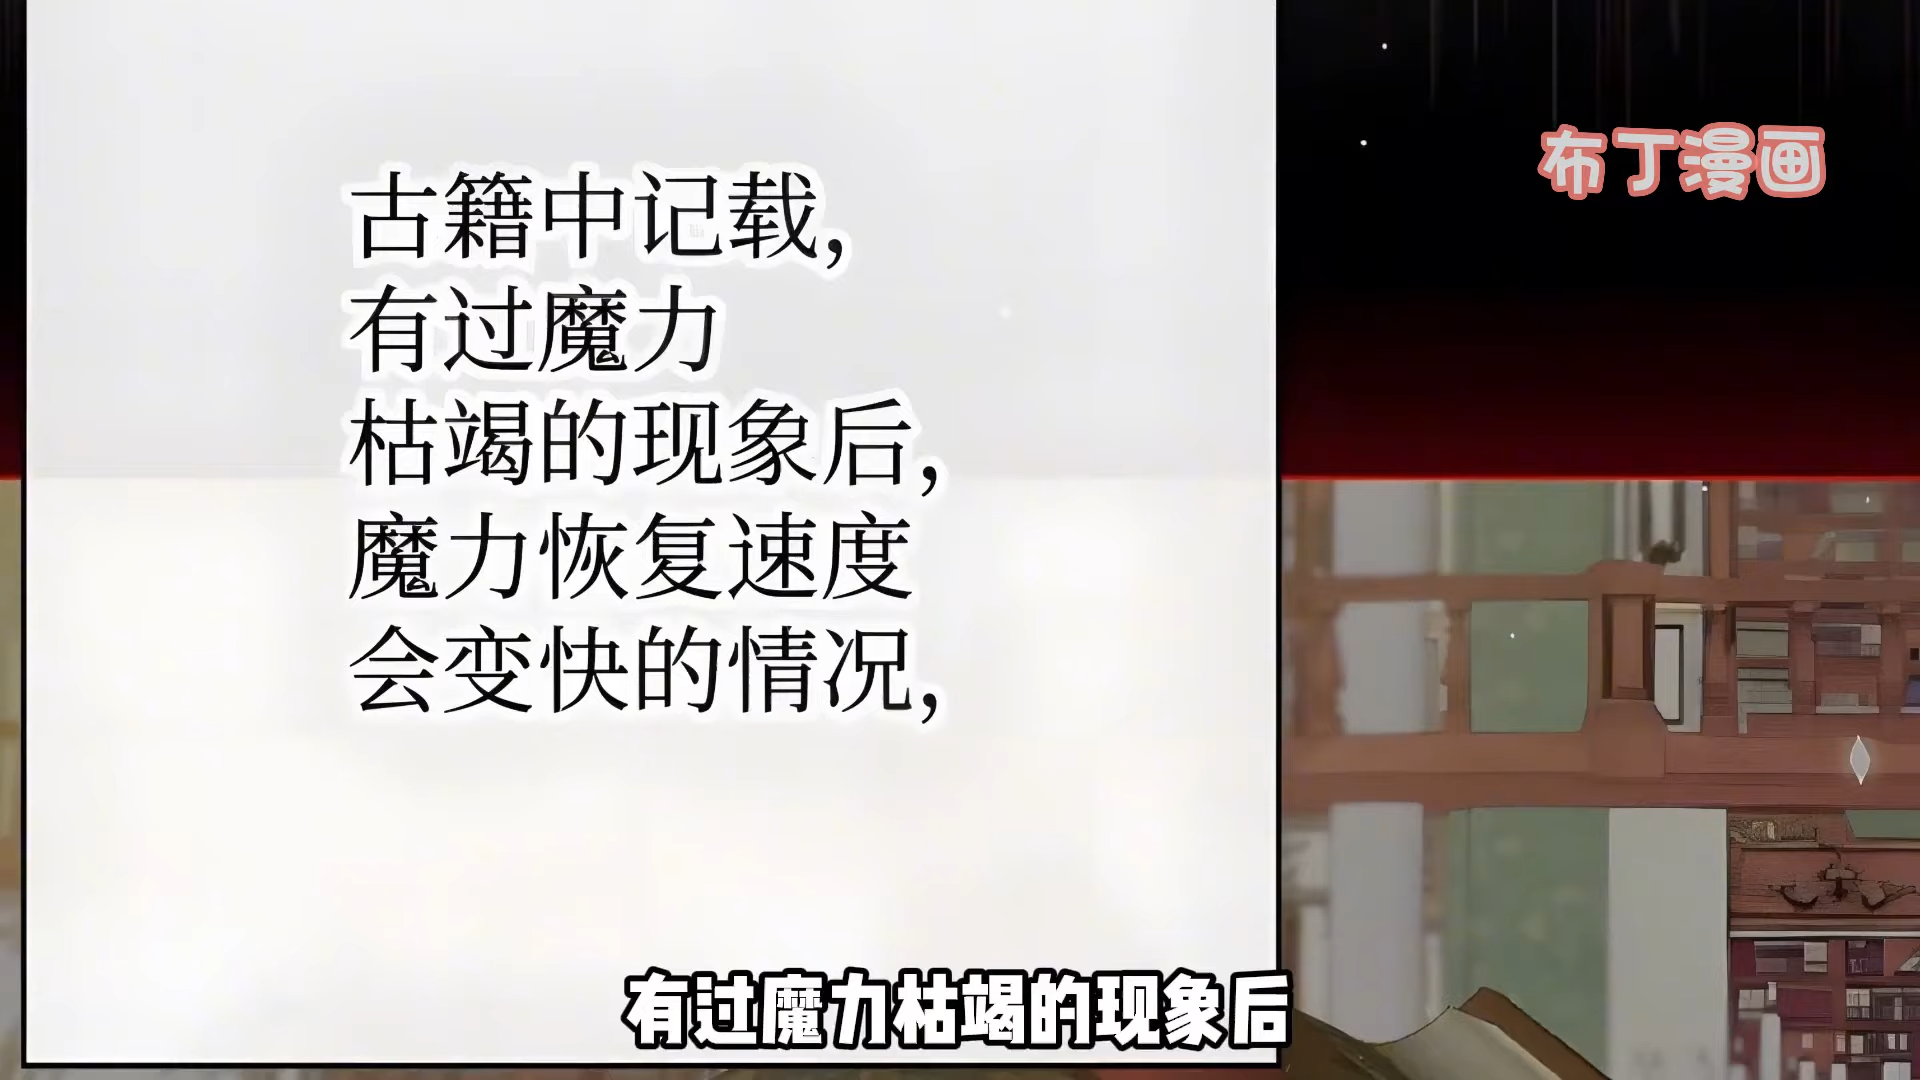 布丁漫画
古籍中记载,
有过魔力
枯竭的现象后,
魔力恢复速度
会变快的情况,
有过魔力枯竭的现象后